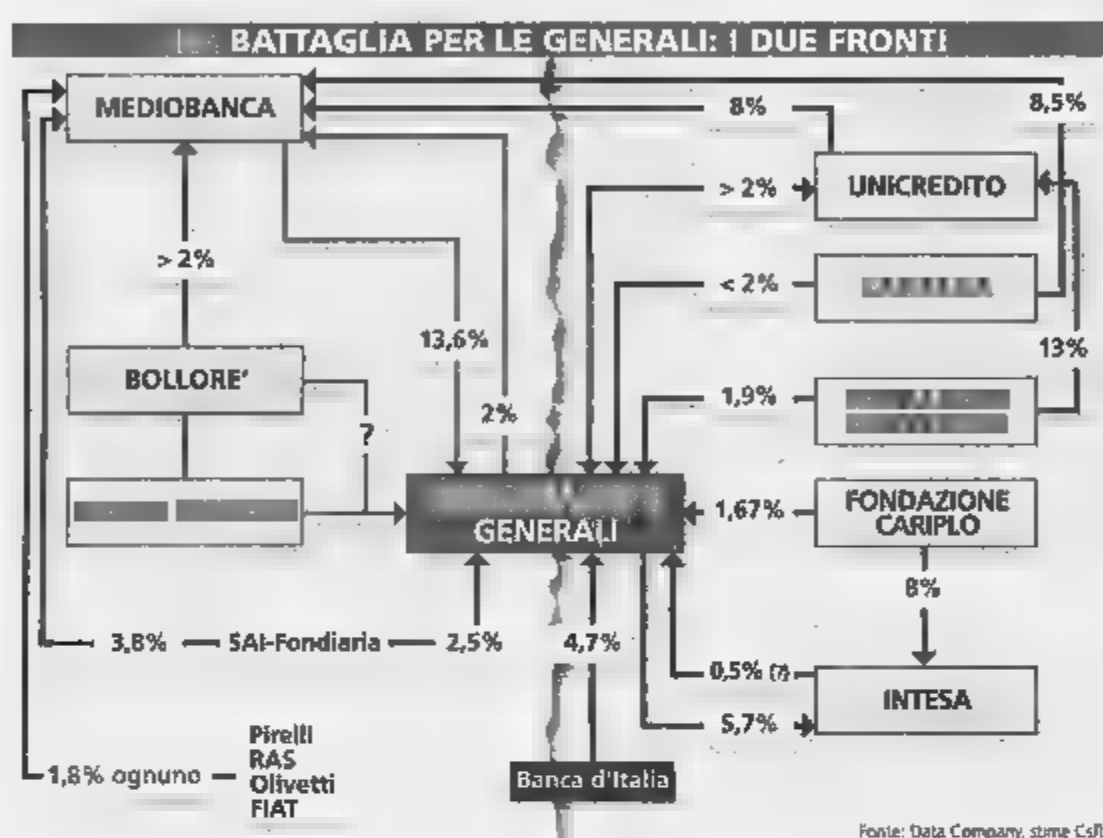 BATTAGLIA PER LE GENERALI: I DUE FRONTI
MEDIOBANCA
8%
8,5%
UNICREDITO
> 2%
> 2%
< 2%
13,6%
13%
BOLLORE'
1,9%
2%
?
GENERALI
1,67%
FONDAZIONE
CARIPLO
8%
3,8%
SAI-Fondiaria
2,5%
4,7%
0,5% (?)
INTESA
5,7%
Pirelli
RAS
1,8% ognuno
Olivetti
FIAT
Banca d'Italia
Fonte: Data Company, stime